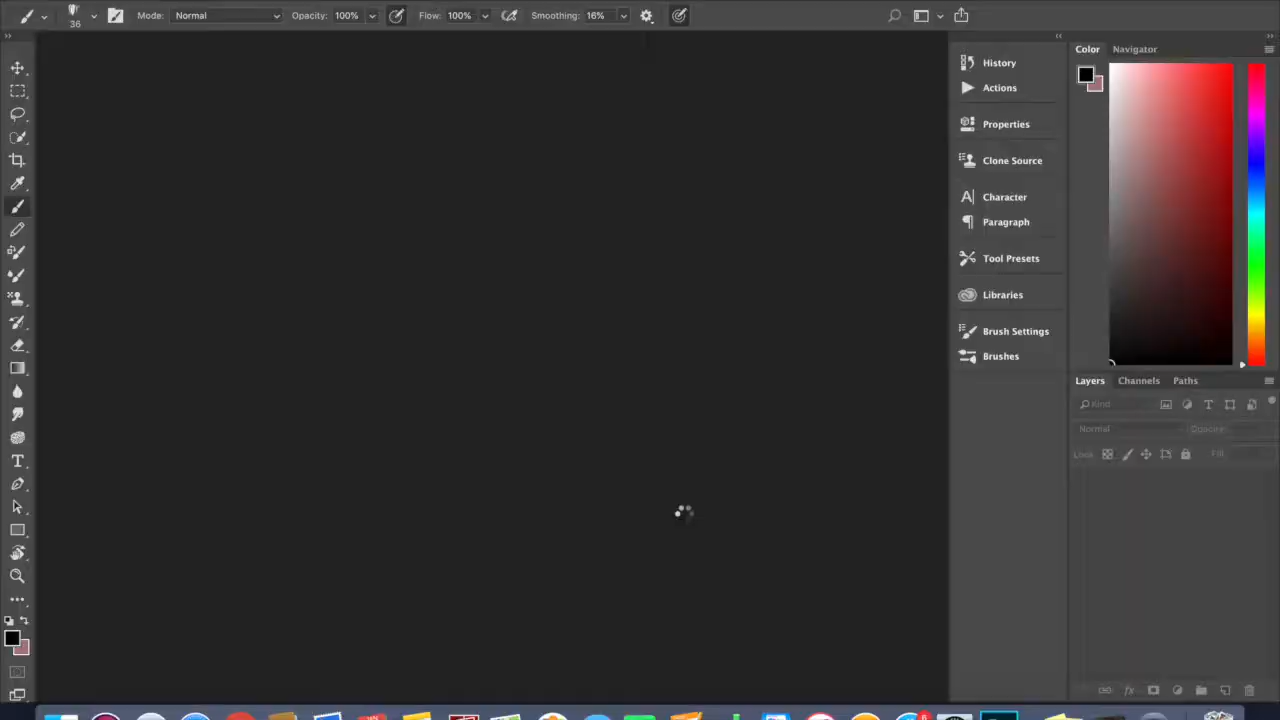 36 Mode: Normal Opacity: 100% Flow: 100% Smoothing: 16%
Color Navigator
History
Actions
Properties
Clone Source
Character
Paragraph
Tool Presets
Libraries
Brush Settings
Brushes
Layers Channels Paths
Kind
Normal Opacity:
Lock: Fill:
fx